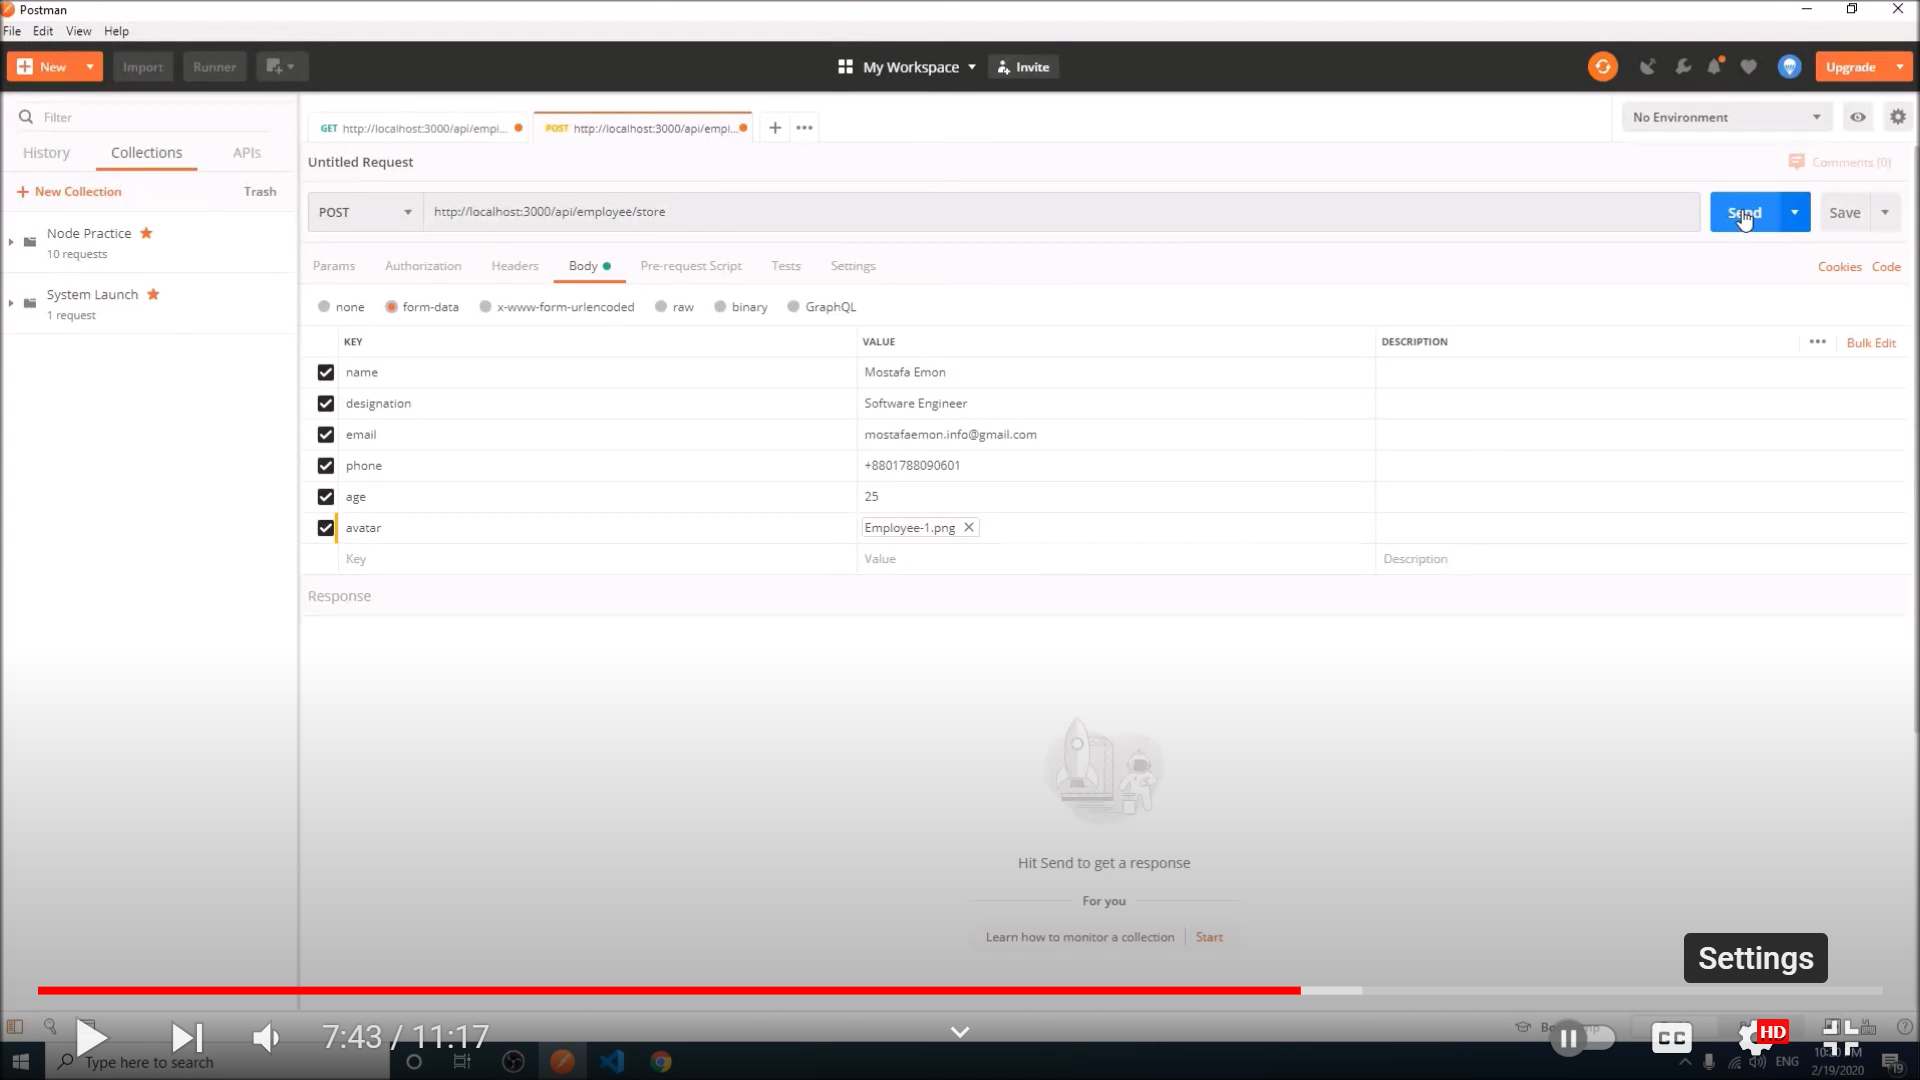 Postman
File Edit View Help
New Import Runner My Workspace Invite Upgrade
Filter
History Collections APIs
New Collection Trash
Node Practice
10 requests
System Launch
1 request
GET http://localhost:3000/api/empl... POST http://localhost:3000/api/empl... + ••• No Environment
Untitled Request Comments (0)
POST http://localhost:3000/api/employee/store Send Save
Params Authorization Headers Body Pre-request Script Tests Settings Cookies Code
none form-data x-www-form-urlencoded raw binary GraphQL
KEY VALUE DESCRIPTION ••• Bulk Edit
name Mostafa Emon
designation Software Engineer
email mostafaemon.info@gmail.com
phone +8801788090601
age 25
avatar Employee-1.png
Key Value Description
Response
Hit Send to get a response
For you
Learn how to monitor a collection Start
Settings
7:43 / 11:17 CC HD
Type here to search ENG
2/19/2020 19